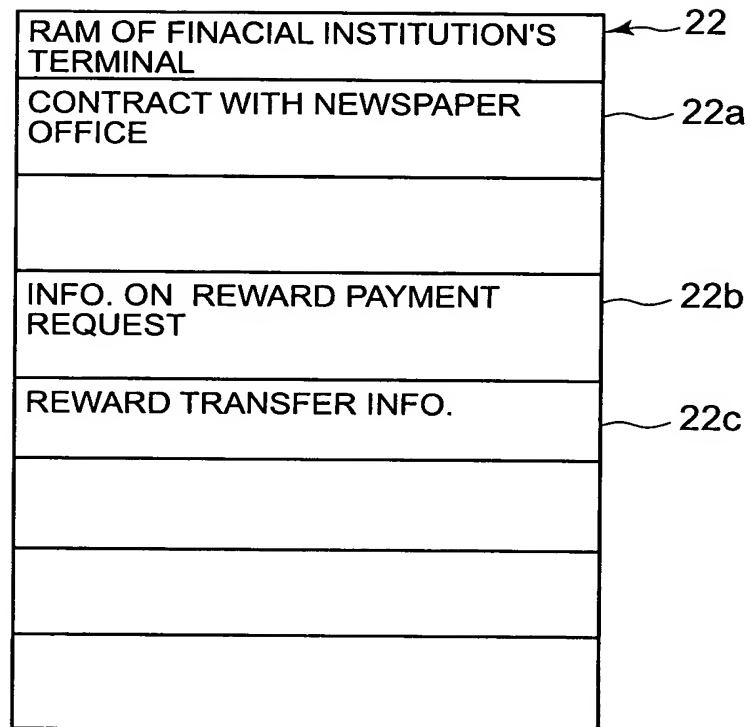 RAM OF FINACIAL INSTITUTION'S
TERMINAL
22
CONTRACT WITH NEWSPAPER
OFFICE
22a
INFO. ON REWARD PAYMENT
REQUEST
22b
REWARD TRANSFER INFO.
22c